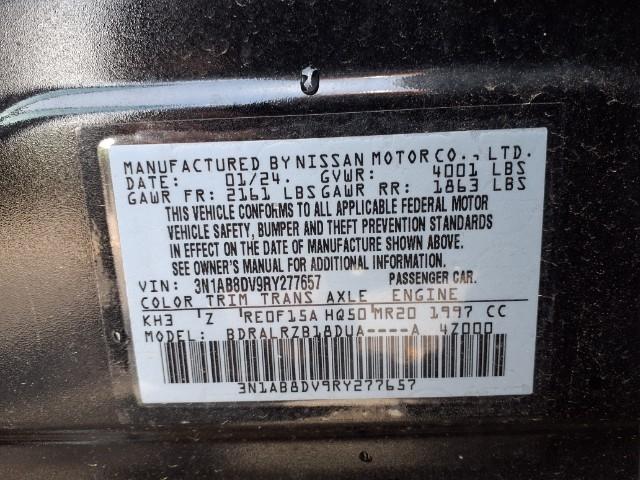 MANUFACTURED BY NISSAN MOTOR CO., LTD.
DATE: 01/24. GVWR: 4001 LBS
GAWR FR: 2161 LBS GAWR RR: 1863 LBS
THIS VEHICLE CONFORMS TO ALL APPLICABLE FEDERAL MOTOR
VEHICLE SAFETY, BUMPER AND THEFT PREVENTION STANDARDS
IN EFFECT ON THE DATE OF MANUFACTURE SHOWN ABOVE.
SEE OWNER'S MANUAL FOR ADDITIONAL INFORMATION.
VIN: 3N1AB8DV9RY277657 PASSENGER CAR.
COLOR TRIM TRANS AXLE ENGINE
KH3 Z RE0F15A HQ50 MR20 1997 CC
MODEL: BDRALRZB18DUA----A 4Z000
3N1AB8DV9RY277657